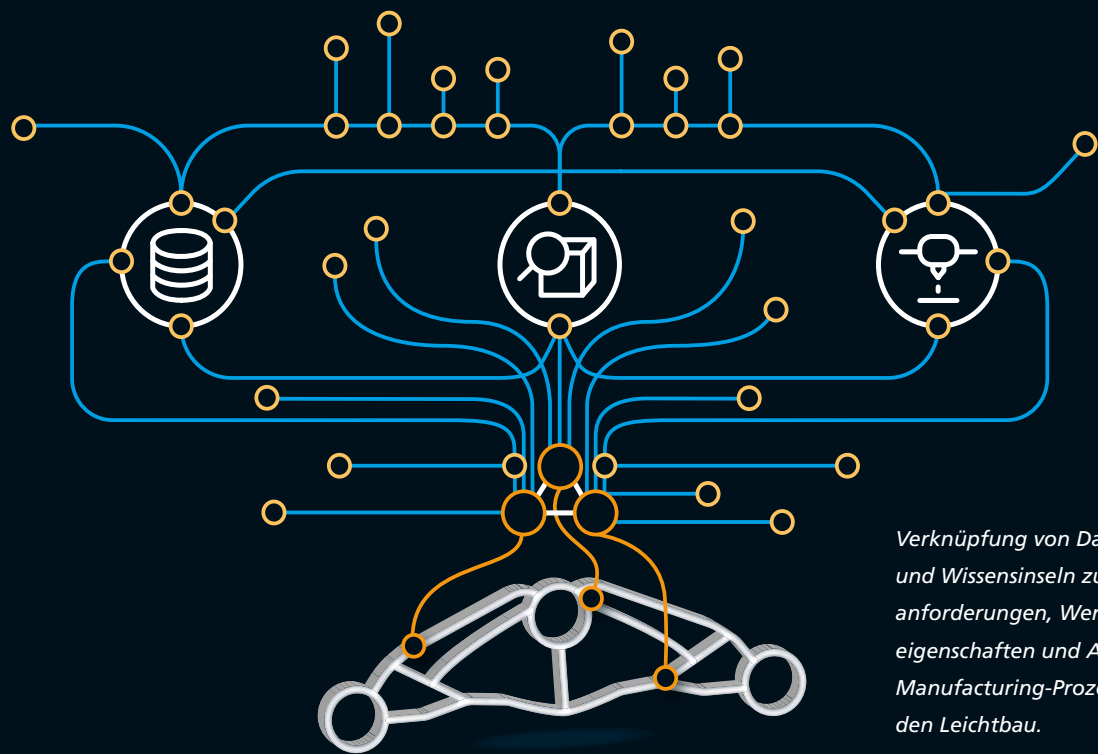 Verknüpfung von Da
und Wissensinseln zu
anforderungen, Wer
eigenschaften und A
Manufacturing-Proze
den Leichtbau.